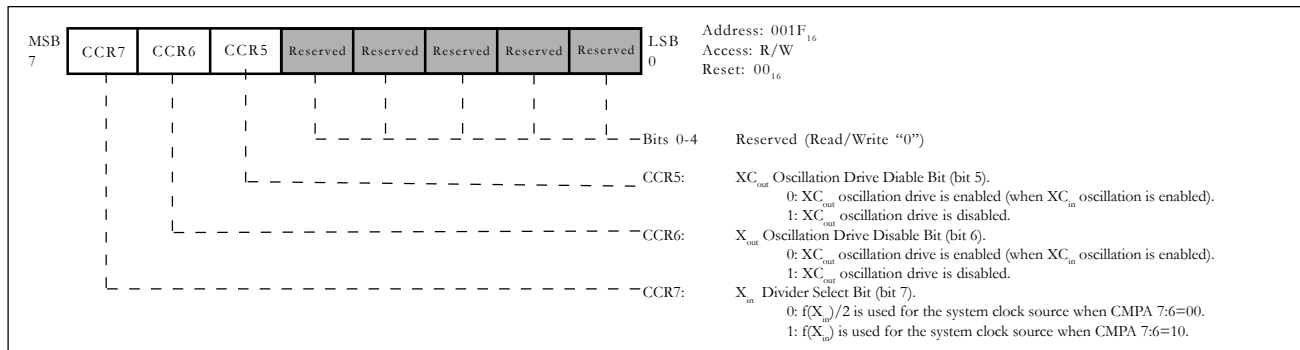 MSB
7
CCR7 CCR6 CCR5 Reserved Reserved Reserved Reserved Reserved
LSB
0
Address: 001F16
Access: R/W
Reset: 0016
Bits 0-4 Reserved (Read/Write “0”)
CCR5: XCout Oscillation Drive Diable Bit (bit 5).
0: XCout oscillation drive is enabled (when XCin oscillation is enabled).
1: XCout oscillation drive is disabled.
CCR6: Xout Oscillation Drive Disable Bit (bit 6).
0: XCout oscillation drive is enabled (when XCin oscillation is enabled).
1: XCout oscillation drive is disabled.
CCR7: Xin Divider Select Bit (bit 7).
0: f(Xin)/2 is used for the system clock source when CMPA 7:6=00.
1: f(Xin) is used for the system clock source when CMPA 7:6=10.